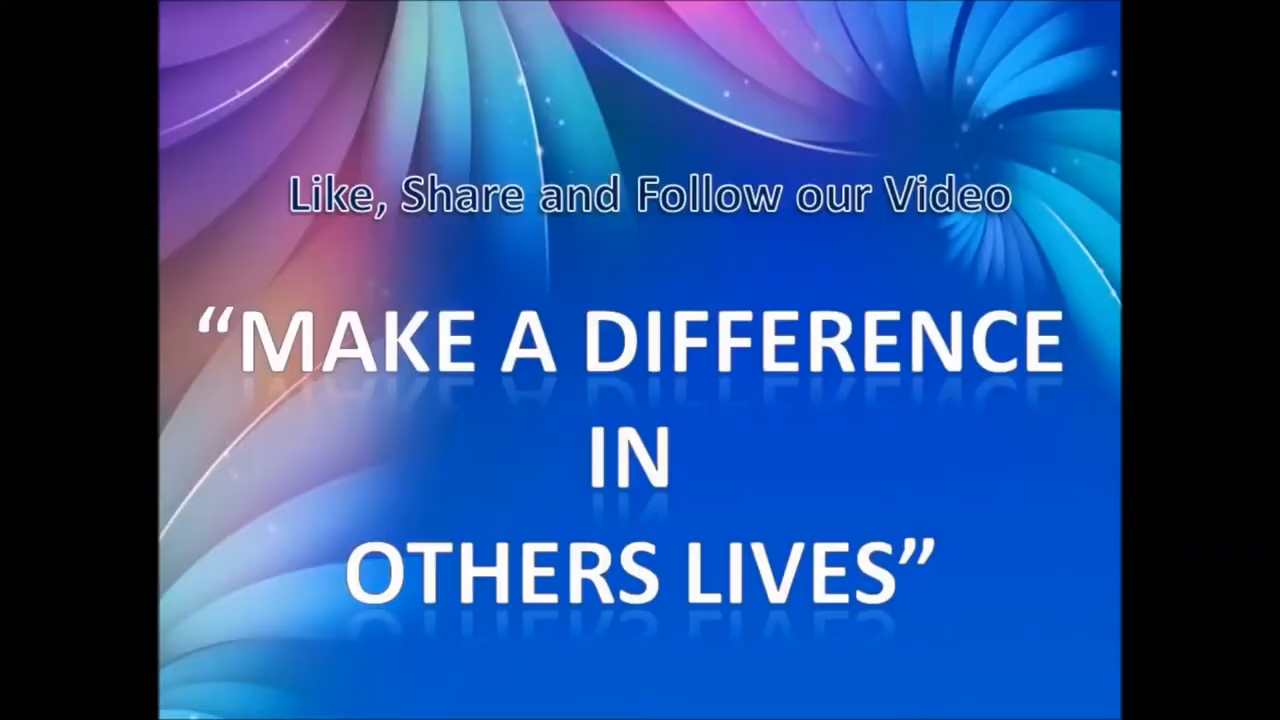 Like, Share and Follow our Video
“MAKE A DIFFERENCE
IN
OTHERS LIVES”